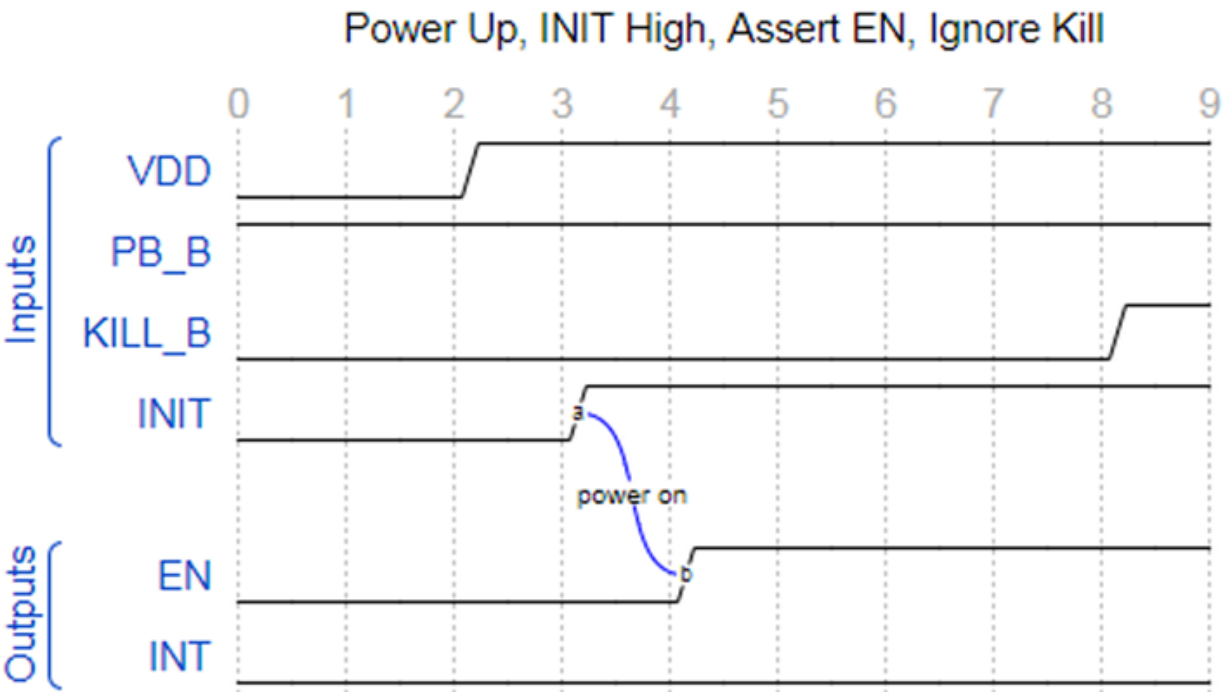 Power Up, INIT High, Assert EN, Ignore Kill
0 1 2 3 4 5 6 7 8 9
Inputs
VDD
PB_B
KILL_B
INIT
a
power on
Outputs
EN
b
INT